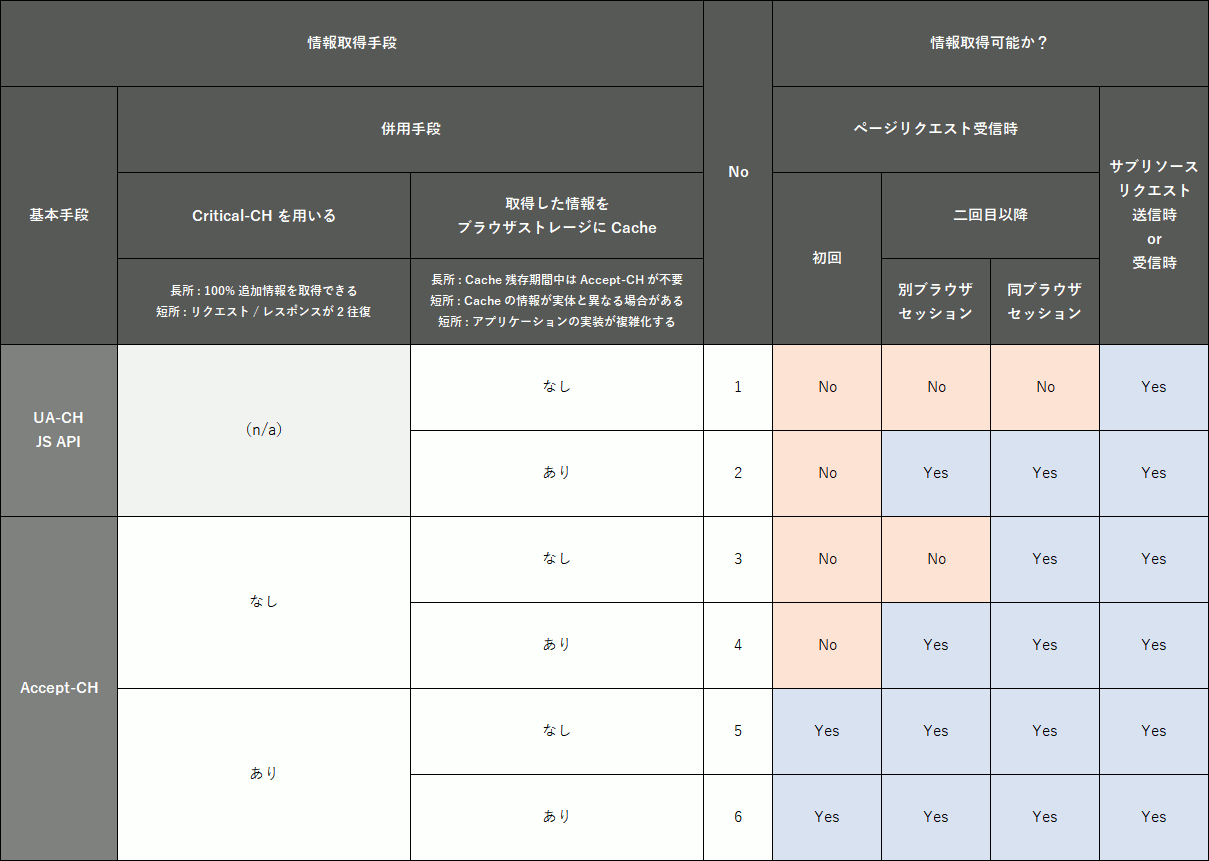 情報取得手段
No
情報取得可能か？
基本手段
併用手段
ページリクエスト受信時
サブリソース
リクエスト
送信時
or
受信時
Critical-CH を用いる
取得した情報を
ブラウザストレージに Cache
初回
二回目以降
長所 : 100% 追加情報を取得できる
短所 : リクエスト / レスポンスが 2 往復
長所 : Cache 残存期間中は Accept-CH が不要
短所 : Cache の情報が実体と異なる場合がある
短所 : アプリケーションの実装が複雑化する
別ブラウザ
セッション
同ブラウザ
セッション
UA-CH
JS API
(n/a)
なし
1
No
No
No
Yes
あり
2
No
Yes
Yes
Yes
Accept-CH
なし
なし
3
No
No
Yes
Yes
あり
4
No
Yes
Yes
Yes
あり
なし
5
Yes
Yes
Yes
Yes
あり
6
Yes
Yes
Yes
Yes